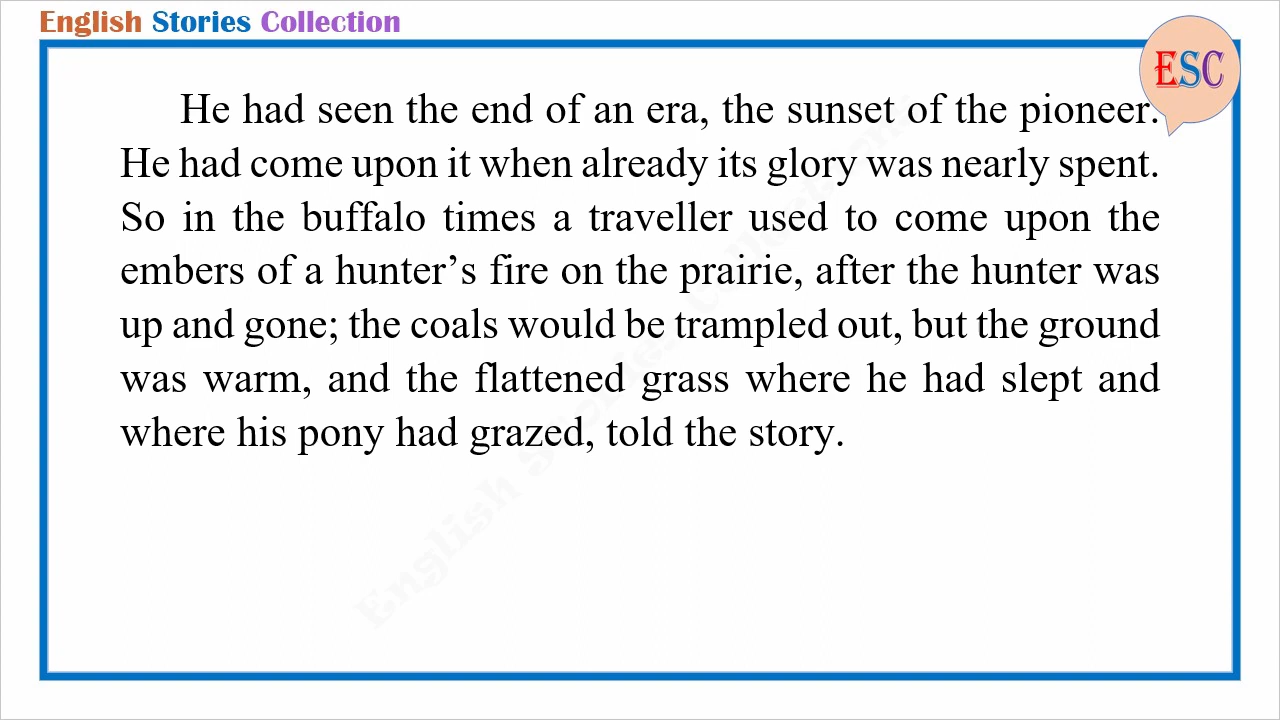 English Stories Collection
ESC
He had seen the end of an era, the sunset of the pioneer.
He had come upon it when already its glory was nearly spent.
So in the buffalo times a traveller used to come upon the
embers of a hunter’s fire on the prairie, after the hunter was
up and gone; the coals would be trampled out, but the ground
was warm, and the flattened grass where he had slept and
where his pony had grazed, told the story.
English Stories Collections